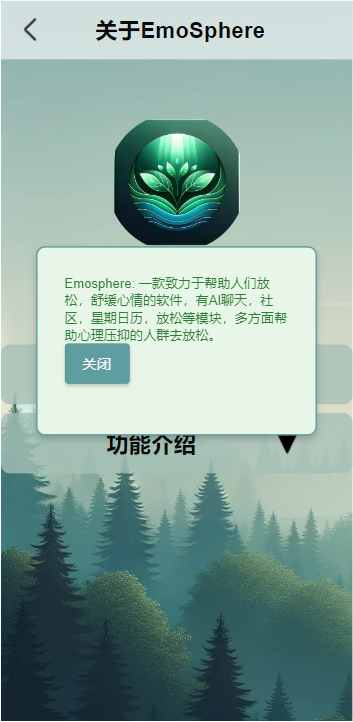 关于EmoSphere
Emosphere: 一款致力于帮助人们放
松，舒缓心情的软件，有AI聊天，社
区，星期日历，放松等模块，多方面帮
助心理压抑的人群去放松。
关闭
功能介绍